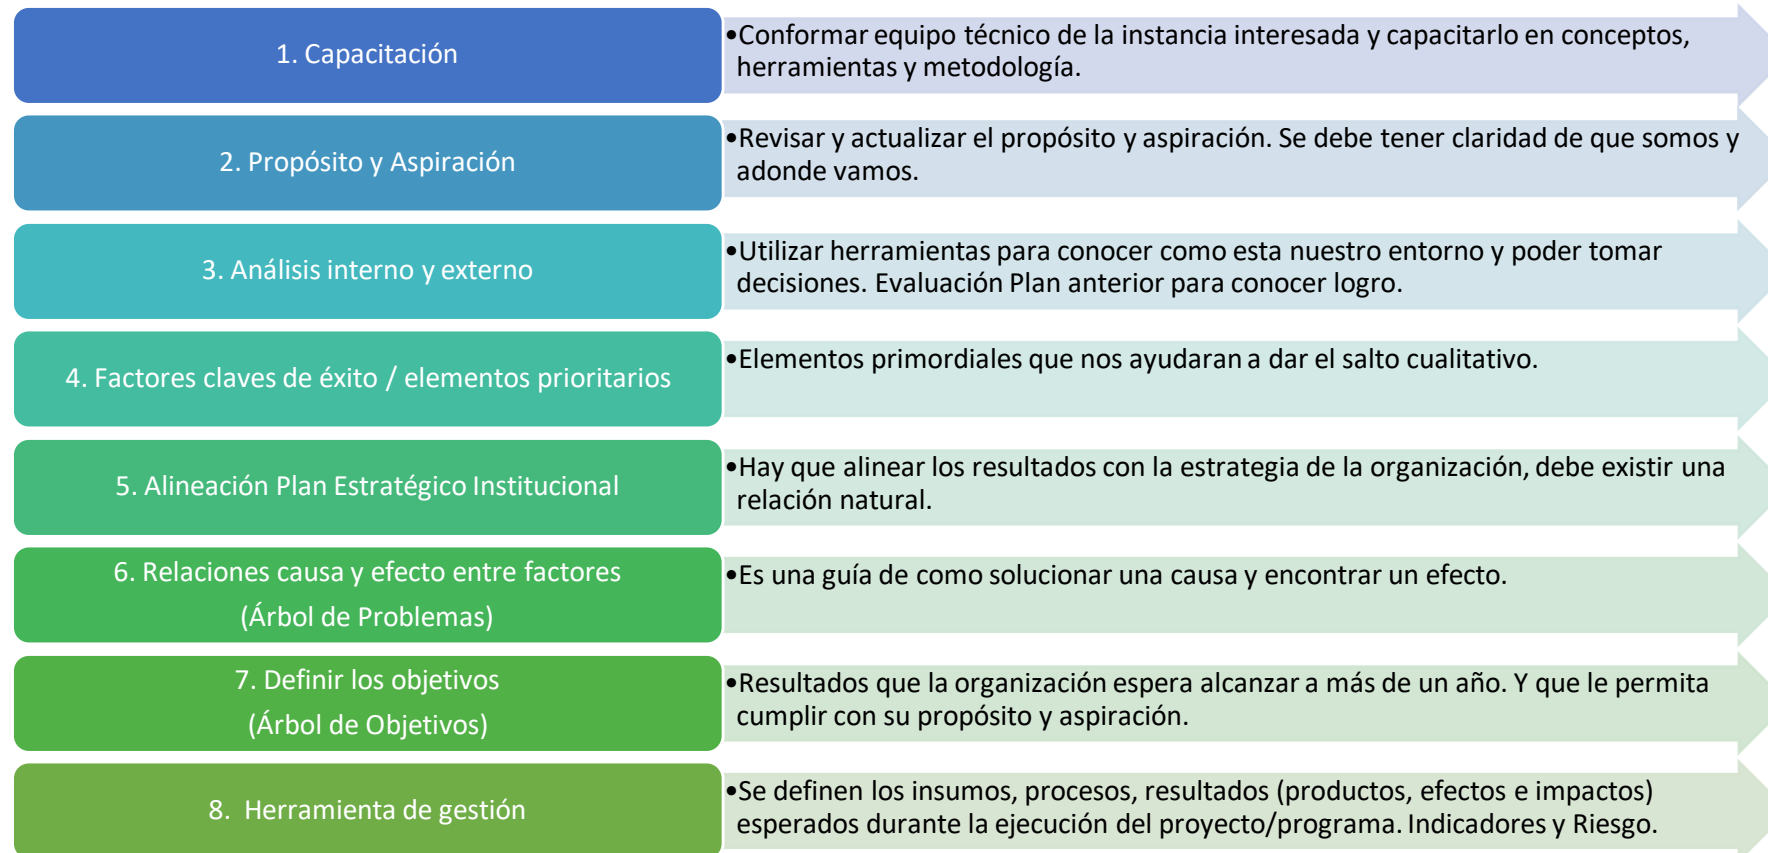 1. Capacitación
•Conformar equipo técnico de la instancia interesada y capacitarlo en conceptos,
herramientas y metodología.
2. Propósito y Aspiración
•Revisar y actualizar el propósito y aspiración. Se debe tener claridad de que somos y
adonde vamos.
3. Análisis interno y externo
•Utilizar herramientas para conocer como esta nuestro entorno y poder tomar
decisiones. Evaluación Plan anterior para conocer logro.
4. Factores claves de éxito / elementos prioritarios
•Elementos primordiales que nos ayudaran a dar el salto cualitativo.
5. Alineación Plan Estratégico Institucional
•Hay que alinear los resultados con la estrategia de la organización, debe existir una
relación natural.
6. Relaciones causa y efecto entre factores
(Árbol de Problemas)
•Es una guía de como solucionar una causa y encontrar un efecto.
7. Definir los objetivos
(Árbol de Objetivos)
•Resultados que la organización espera alcanzar a más de un año. Y que le permita
cumplir con su propósito y aspiración.
8. Herramienta de gestión
•Se definen los insumos, procesos, resultados (productos, efectos e impactos)
esperados durante la ejecución del proyecto/programa. Indicadores y Riesgo.